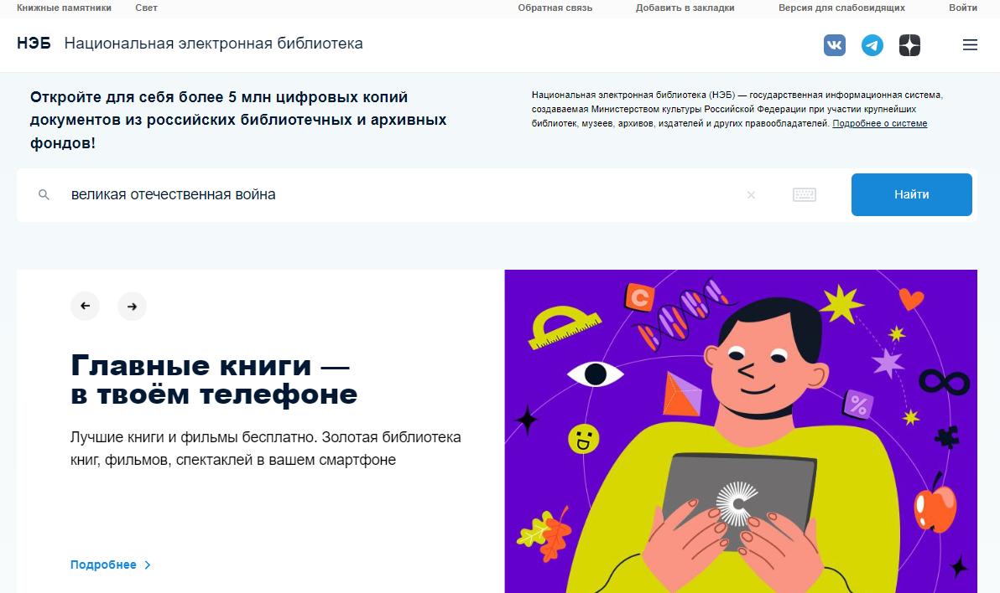 Книжные памятники Свет Обратная связь Добавить в закладки Версия для слабовидящих Войти
НЭБ Национальная электронная библиотека
Откройте для себя более 5 млн цифровых копий
документов из российских библиотечных и архивных
фондов!
Национальная электронная библиотека (НЭБ) — государственная информационная система,
создаваемая Министерством культуры Российской Федерации при участии крупнейших
библиотек, музеев, архивов, издателей и других правообладателей. Подробнее о системе
великая отечественная война
Найти
Главные книги —
в твоём телефоне
Лучшие книги и фильмы бесплатно. Золотая библиотека
книг, фильмов, спектаклей в вашем смартфоне
Подробнее
C
%